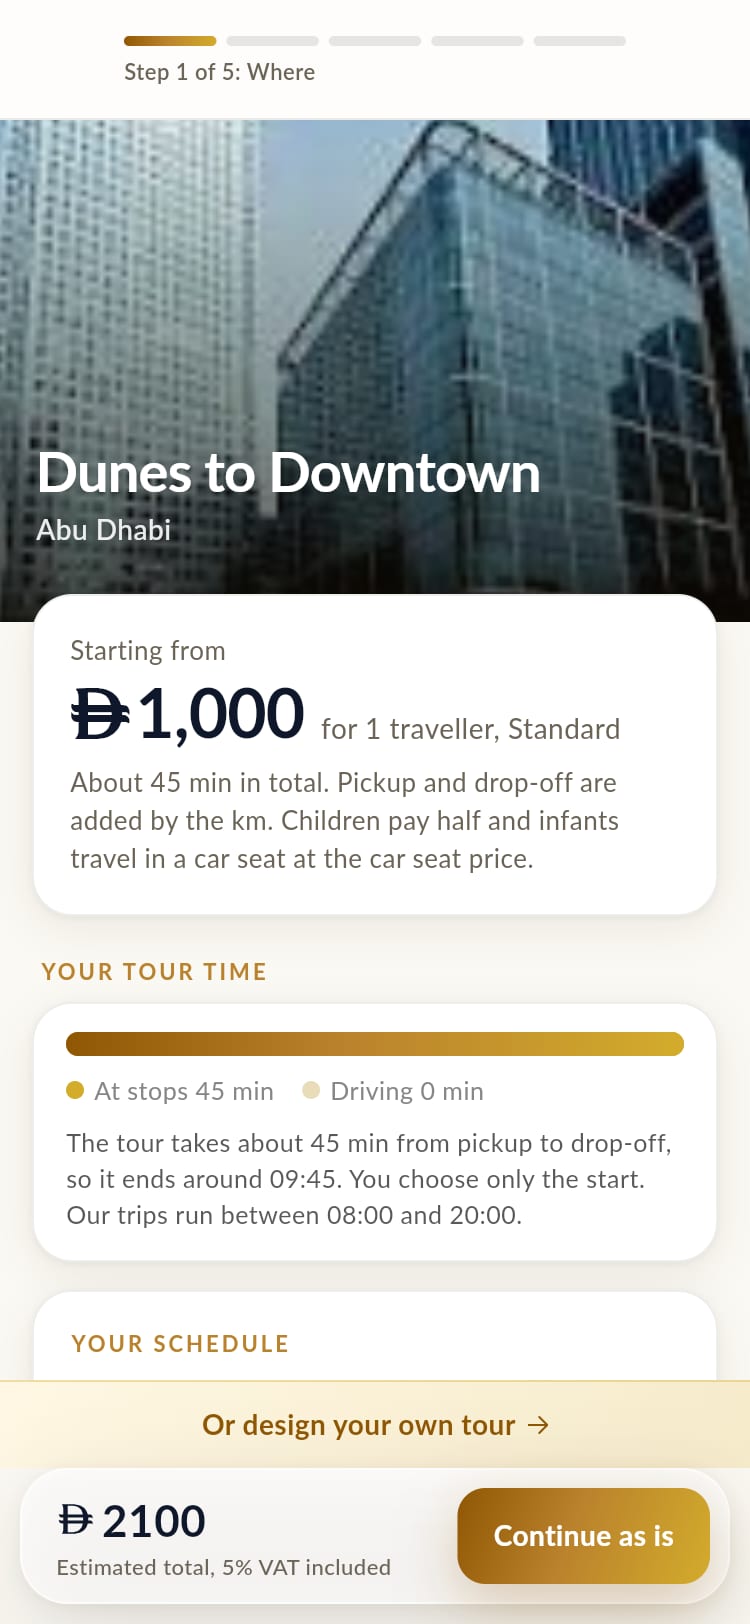 Step 1 of 5: Where
Dunes to Downtown
Abu Dhabi
Starting from
1,000 for 1 traveller, Standard
About 45 min in total. Pickup and drop-off are
added by the km. Children pay half and infants
travel in a car seat at the car seat price.
YOUR TOUR TIME
At stops 45 min Driving 0 min
The tour takes about 45 min from pickup to drop-off,
so it ends around 09:45. You choose only the start.
Our trips run between 08:00 and 20:00.
YOUR SCHEDULE
Or design your own tour →
2100
Estimated total, 5% VAT included
Continue as is